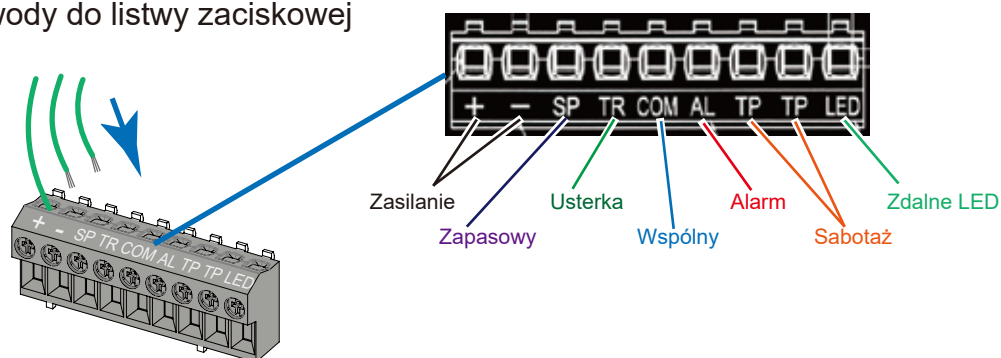 wody do listwy zaciskowej
+ − SP TR COM AL TP TP LED
Zasilanie Usterka Alarm Zdalne LED
Zapasowy Wspólny Sabotaż
+ - SP TR COM AL TP TP LED